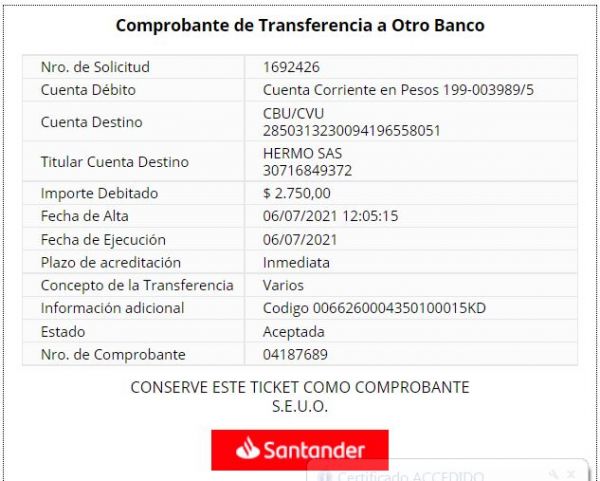 Comprobante de Transferencia a Otro Banco
Nro. de Solicitud 1692426
Cuenta Débito Cuenta Corriente en Pesos 199-003989/5
Cuenta Destino CBU/CVU
2850313230094196558051
Titular Cuenta Destino HERMO SAS
30716849372
Importe Debitado $ 2.750,00
Fecha de Alta 06/07/2021 12:05:15
Fecha de Ejecución 06/07/2021
Plazo de acreditación Inmediata
Concepto de la Transferencia Varios
Información adicional Codigo 0066260004350100015KD
Estado Aceptada
Nro. de Comprobante 04187689
CONSERVE ESTE TICKET COMO COMPROBANTE
S.E.U.O.
Santander
Certificado ACCEDIDO